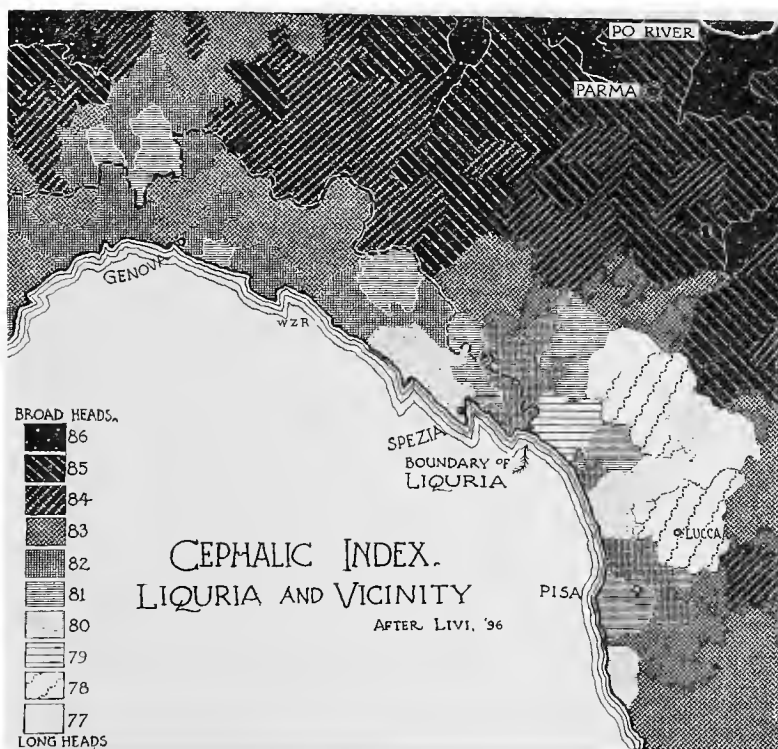 PO RIVER
PARMA
GENOVA
WZR
SPEZIA
BOUNDARY OF
LIQURIA
BROAD HEADS.
86
85
84
83
82
81
80
79
78
77
LONG HEADS
CEPHALIC INDEX.
LIQURIA AND VICINITY
AFTER LIVI, '96
LUCCA
PISA